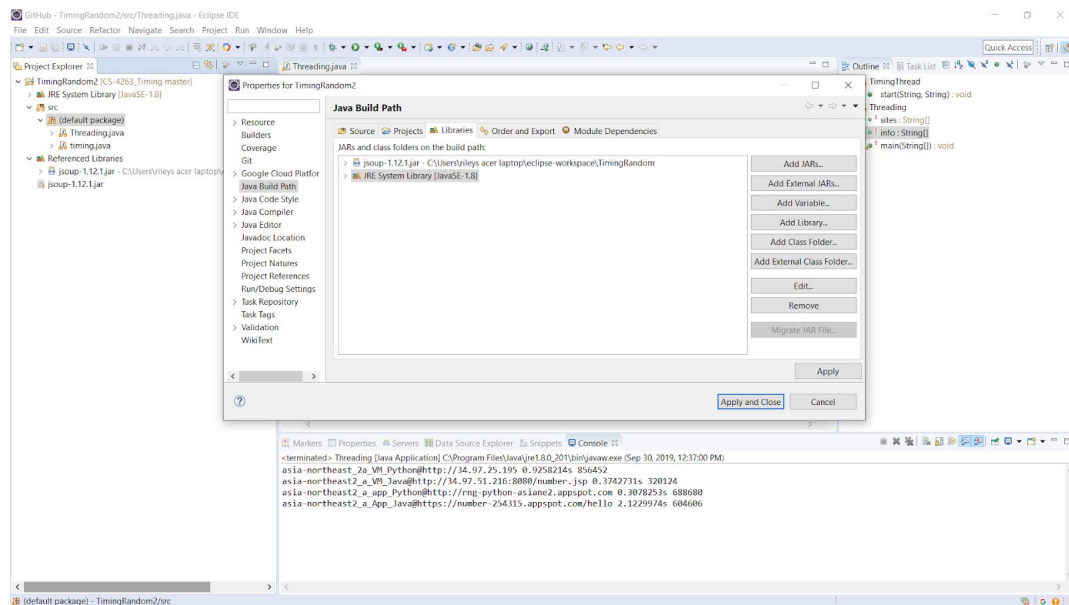 GitHub - TimingRandom2/src/Threading.java - Eclipse IDE
File Edit Source Refactor Navigate Search Project Run Window Help
Quick Access
Project Explorer
Threading.java
Outline Task List
TimingRandom2 [CS-4263_Timing master]
JRE System Library [JavaSE-1.8]
src
(default package)
Threading.java
timing.java
Referenced Libraries
jsoup-1.12.1.jar - C:\Users\rileys acer laptop\
jsoup-1.12.1.jar
Properties for TimingRandom2
Resource
Builders
Coverage
Git
Google Cloud Platfor
Java Build Path
Java Code Style
Java Compiler
Java Editor
Javadoc Location
Project Facets
Project Natures
Project References
Run/Debug Settings
Task Repository
Task Tags
Validation
WikiText
Java Build Path
Source Projects Libraries Order and Export Module Dependencies
JARs and class folders on the build path:
jsoup-1.12.1.jar - C:\Users\rileys acer laptop\eclipse-workspace\TimingRandom
JRE System Library [JavaSE-1.8]
Add JARs...
Add External JARs...
Add Variable...
Add Library...
Add Class Folder...
Add External Class Folder...
Edit...
Remove
Migrate JAR File...
Apply
Apply and Close Cancel
TimingThread
start(String, String) : void
Threading
sites : String[]
info : String[]
main(String[]) : void
Markers Properties Servers Data Source Explorer Snippets Console
<terminated> Threading [Java Application] C:\Program Files\Java\jre1.8.0_201\bin\javaw.exe (Sep 30, 2019, 12:37:00 PM)
asia-northeast_2a_VM_Python@http://34.97.25.195 0.9258214s 856452
asia-northeast2_a_VM_Java@http://34.97.51.216:8080/number.jsp 0.3742731s 320124
asia-northeast2_a_app_Python@http://rng-python-asiane2.appspot.com 0.3078253s 688680
asia-northeast2_a_App_Java@https://number-254315.appspot.com/hello 2.1229974s 604606
(default package) - TimingRandom2/src